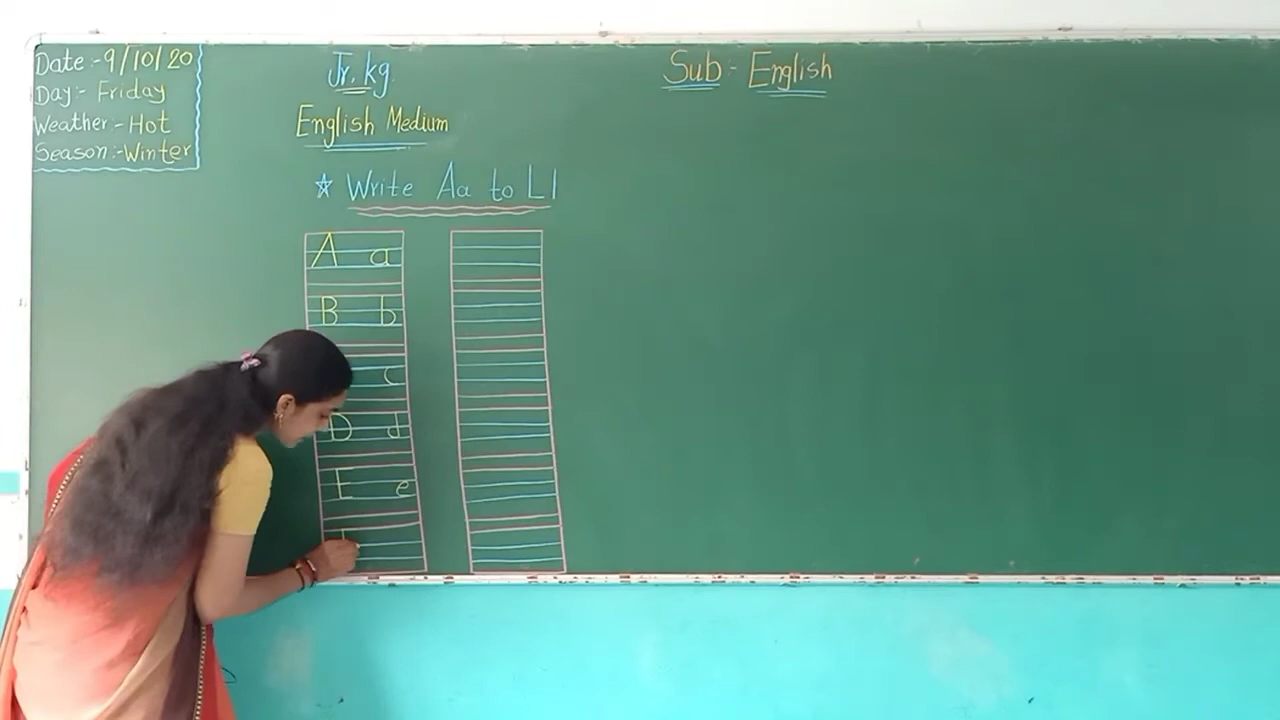 Date :- 9/10/20
Day:- Friday
Weather :- Hot
Season :- Winter
Jr. kg.
English Medium
Sub :- English
☆ Write Aa to Ll
A a
B b
c
D d
E e